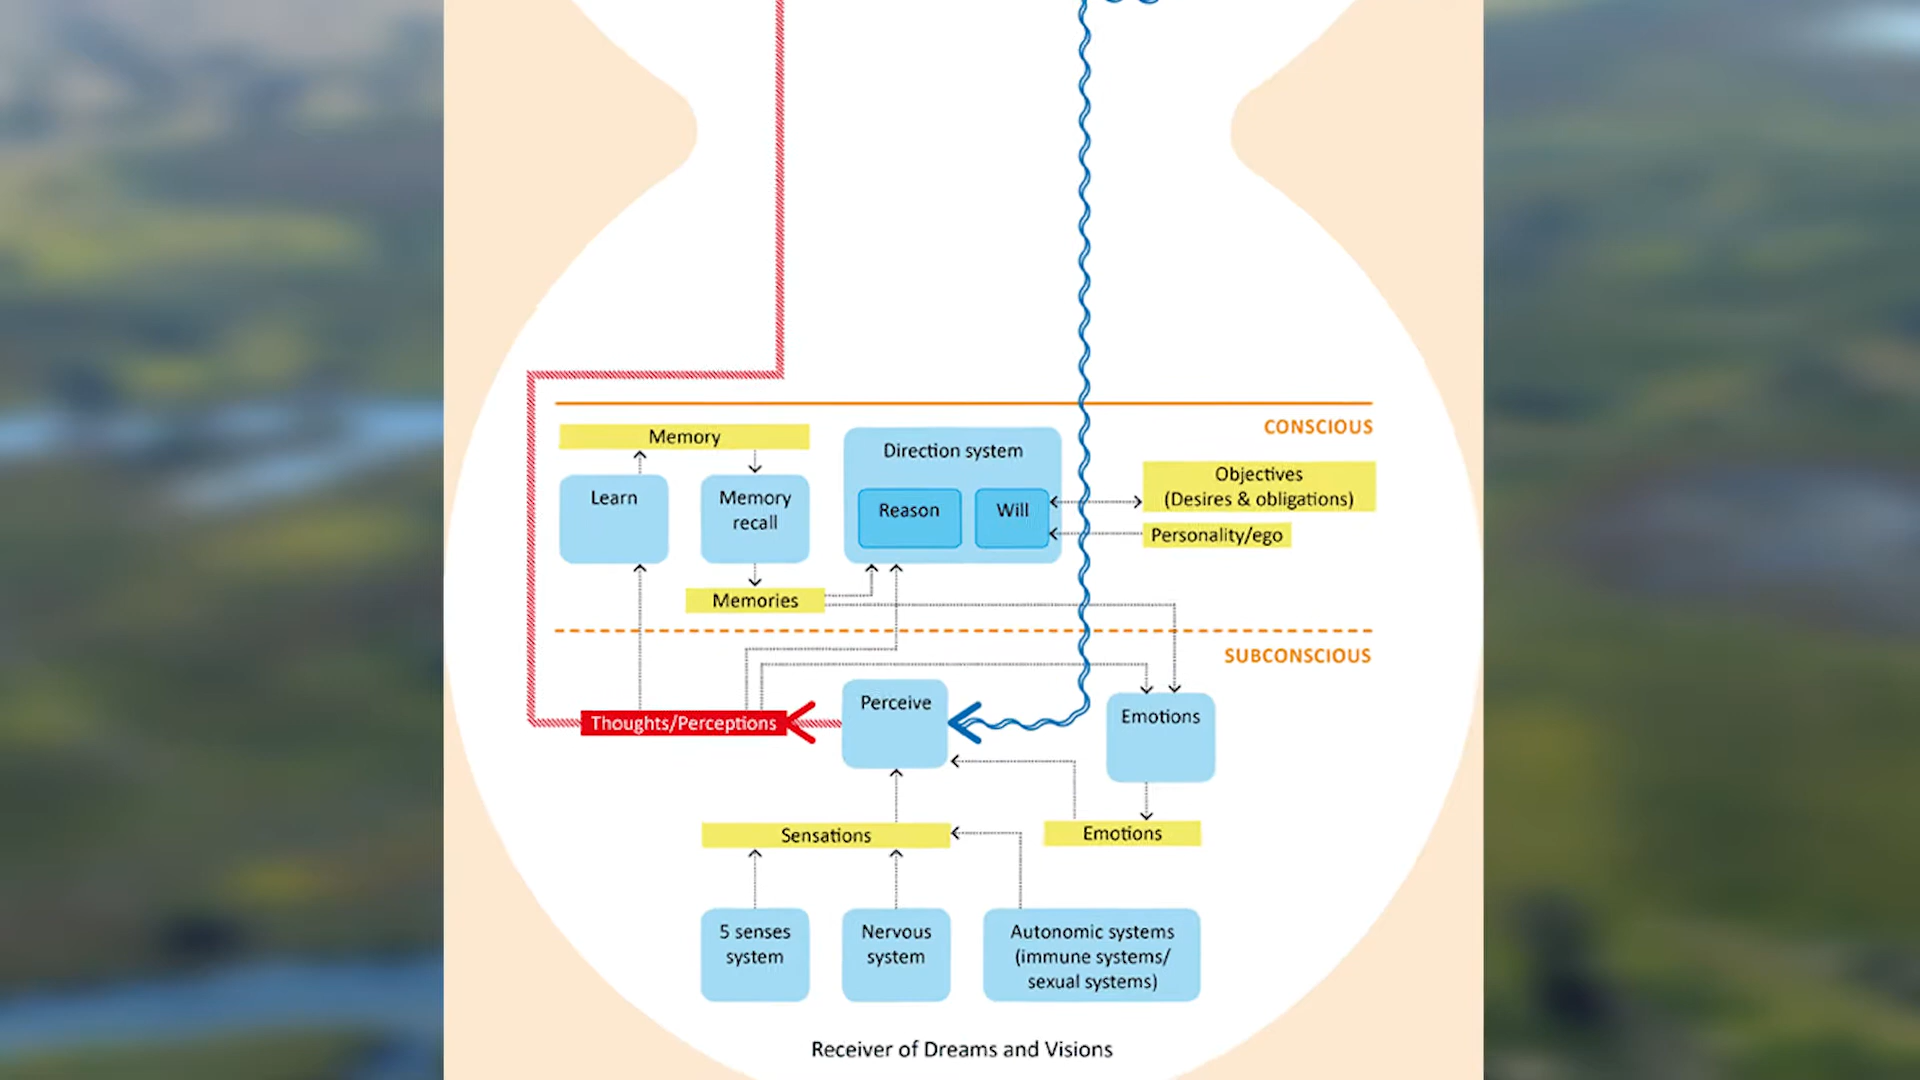 CONSCIOUS
Memory
Direction system
Objectives
(Desires & obligations)
Learn
Memory
recall
Reason
Will
Personality/ego
Memories
SUBCONSCIOUS
Perceive
Emotions
Thoughts/Perceptions
Sensations
Emotions
5 senses
system
Nervous
system
Autonomic systems
(immune systems/
sexual systems)
Receiver of Dreams and Visions